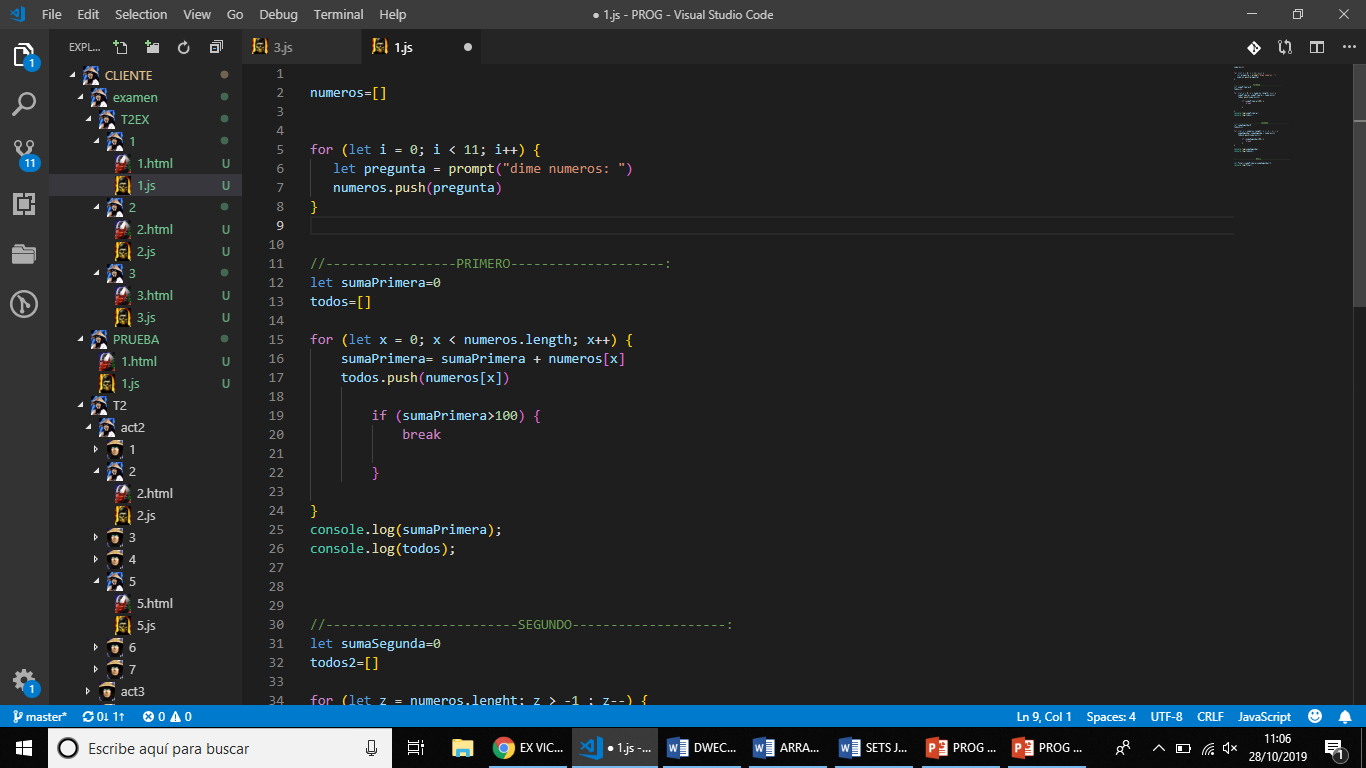 File Edit Selection View Go Debug Terminal Help ● 1.js - PROG - Visual Studio Code
EXPL...
3.js 1.js
CLIENTE
examen
T2EX
1
1.html U
1.js U
2
2.html U
2.js U
3
3.html U
3.js U
PRUEBA
1.html U
1.js U
T2
act2
1
2
2.html
2.js
3
4
5
5.html
5.js
6
7
act3
1
11
1
1
2 numeros=[]
3
4
5 for (let i = 0; i < 11; i++) {
6 let pregunta = prompt("dime numeros: ")
7 numeros.push(pregunta)
8 }
9
10
11 //-----------------PRIMERO--------------------:
12 let sumaPrimera=0
13 todos=[]
14
15 for (let x = 0; x < numeros.length; x++) {
16 sumaPrimera= sumaPrimera + numeros[x]
17 todos.push(numeros[x])
18
19 if (sumaPrimera>100) {
20 break
21
22 }
23
24 }
25 console.log(sumaPrimera);
26 console.log(todos);
27
28
29
30 //-------------------------SEGUNDO--------------------:
31 let sumaSegunda=0
32 todos2=[]
33
34 for (let z = numeros.lenght; z > -1 ; z--) {
master* 0↓ 1↑ 0 0 Ln 9, Col 1 Spaces: 4 UTF-8 CRLF JavaScript
Escribe aquí para buscar
EX VIC... ● 1.js -... DWEC... ARRA... SETS J... PROG ... PROG ...
11:06
28/10/2019
1